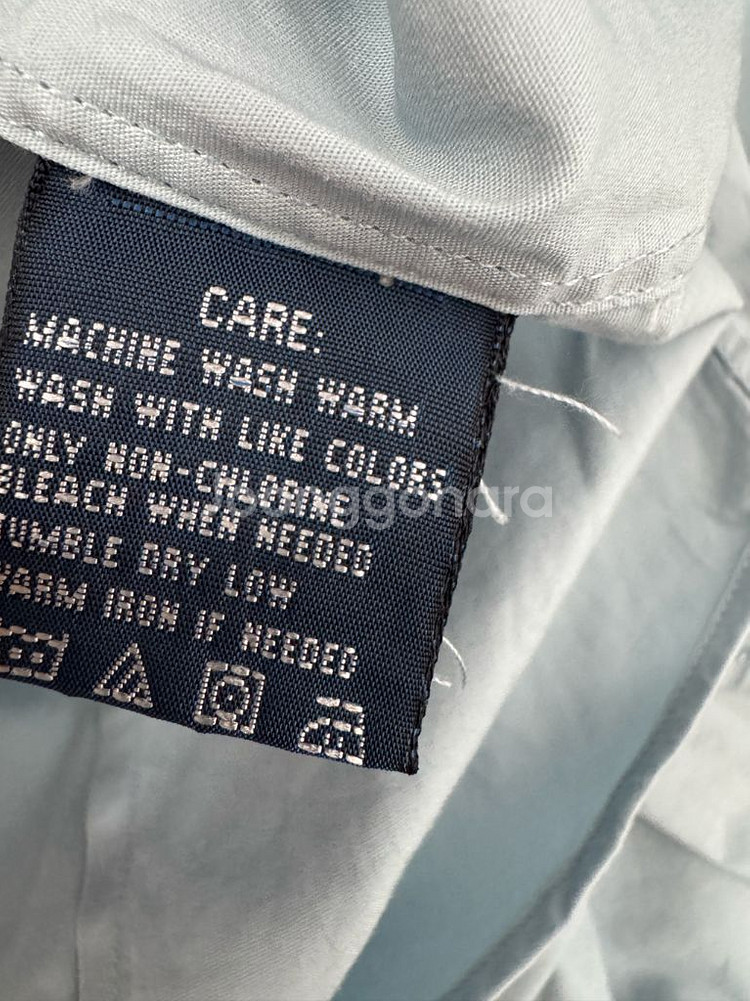 CARE:
MACHINE WASH WARM
WASH WITH LIKE COLORS
ONLY NON-CHLORINE
BLEACH WHEN NEEDED
TUMBLE DRY LOW
WARM IRON IF NEEDED
Joonggonara